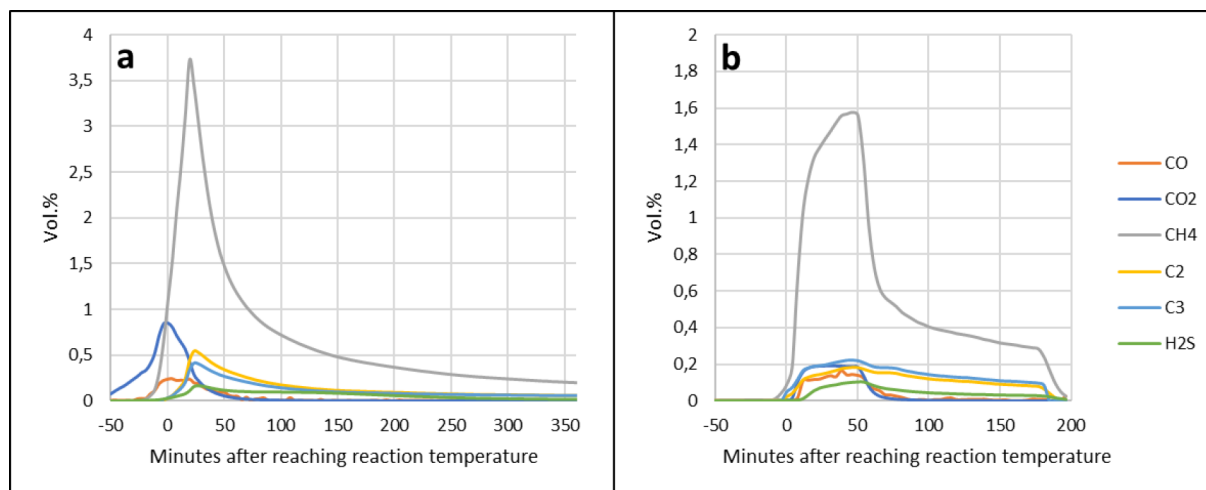 a
4
3,5
3
2,5
2
1,5
1
0,5
0
Vol.%
-50 0 50 100 150 200 250 300 350
Minutes after reaching reaction temperature
b
2
1,8
1,6
1,4
1,2
1
0,8
0,6
0,4
0,2
0
Vol.%
-50 0 50 100 150 200
Minutes after reaching reaction temperature
CO
CO2
CH4
C2
C3
H2S